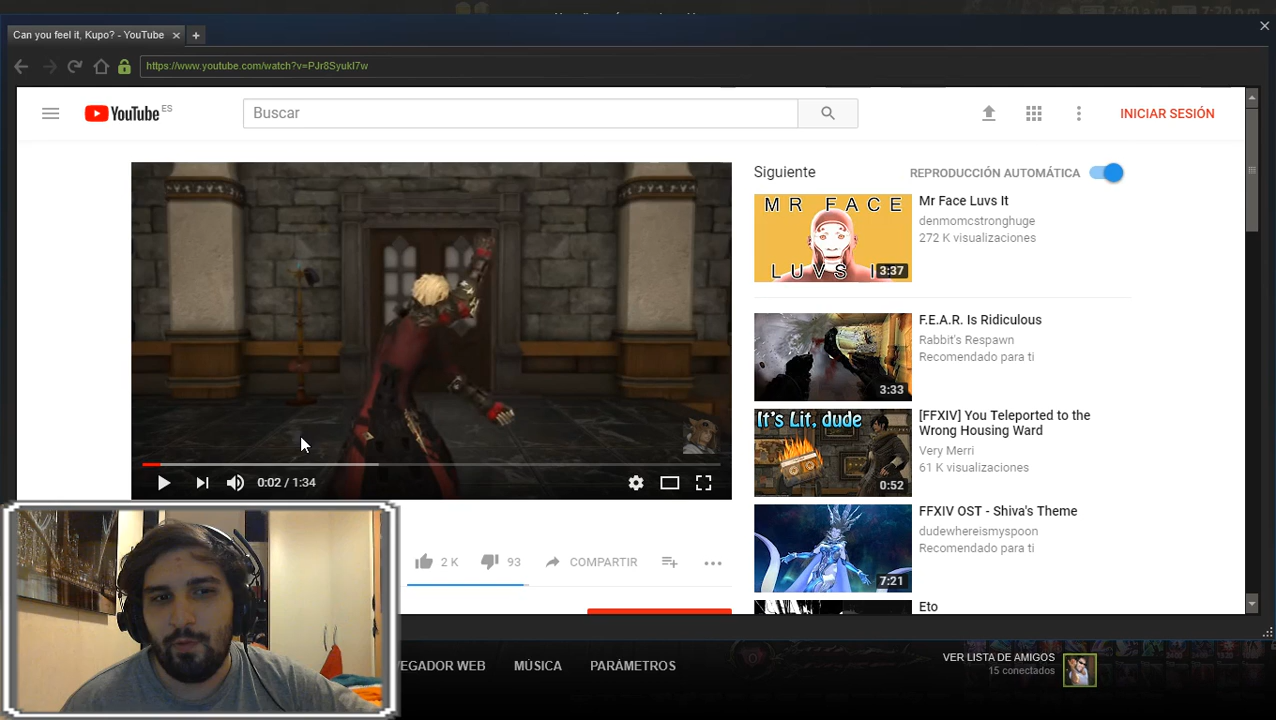 Can you feel it, Kupo? - YouTube
https://www.youtube.com/watch?v=PJr8SyukI7w
YouTube ES
Buscar
INICIAR SESIÓN
Siguiente
REPRODUCCIÓN AUTOMÁTICA
MR FACE
LUVS I
3:37
Mr Face Luvs It
denmomcstronghuge
272 K visualizaciones
3:33
F.E.A.R. Is Ridiculous
Rabbit's Respawn
Recomendado para ti
It's Lit, dude
0:52
[FFXIV] You Teleported to the
Wrong Housing Ward
Very Merri
61 K visualizaciones
7:21
FFXIV OST - Shiva's Theme
dudewhereismyspoon
Recomendado para ti
Eto
0:02 / 1:34
2 K
93
COMPARTIR
VEGADOR WEB
MÚSICA
PARÁMETROS
VER LISTA DE AMIGOS
15 conectados